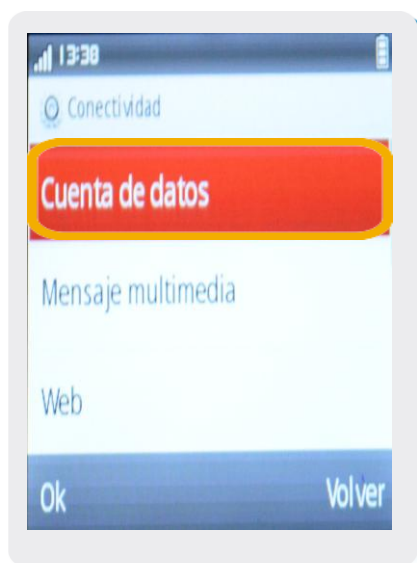 13:38
Conectividad
Cuenta de datos
Mensaje multimedia
Web
Ok Volver